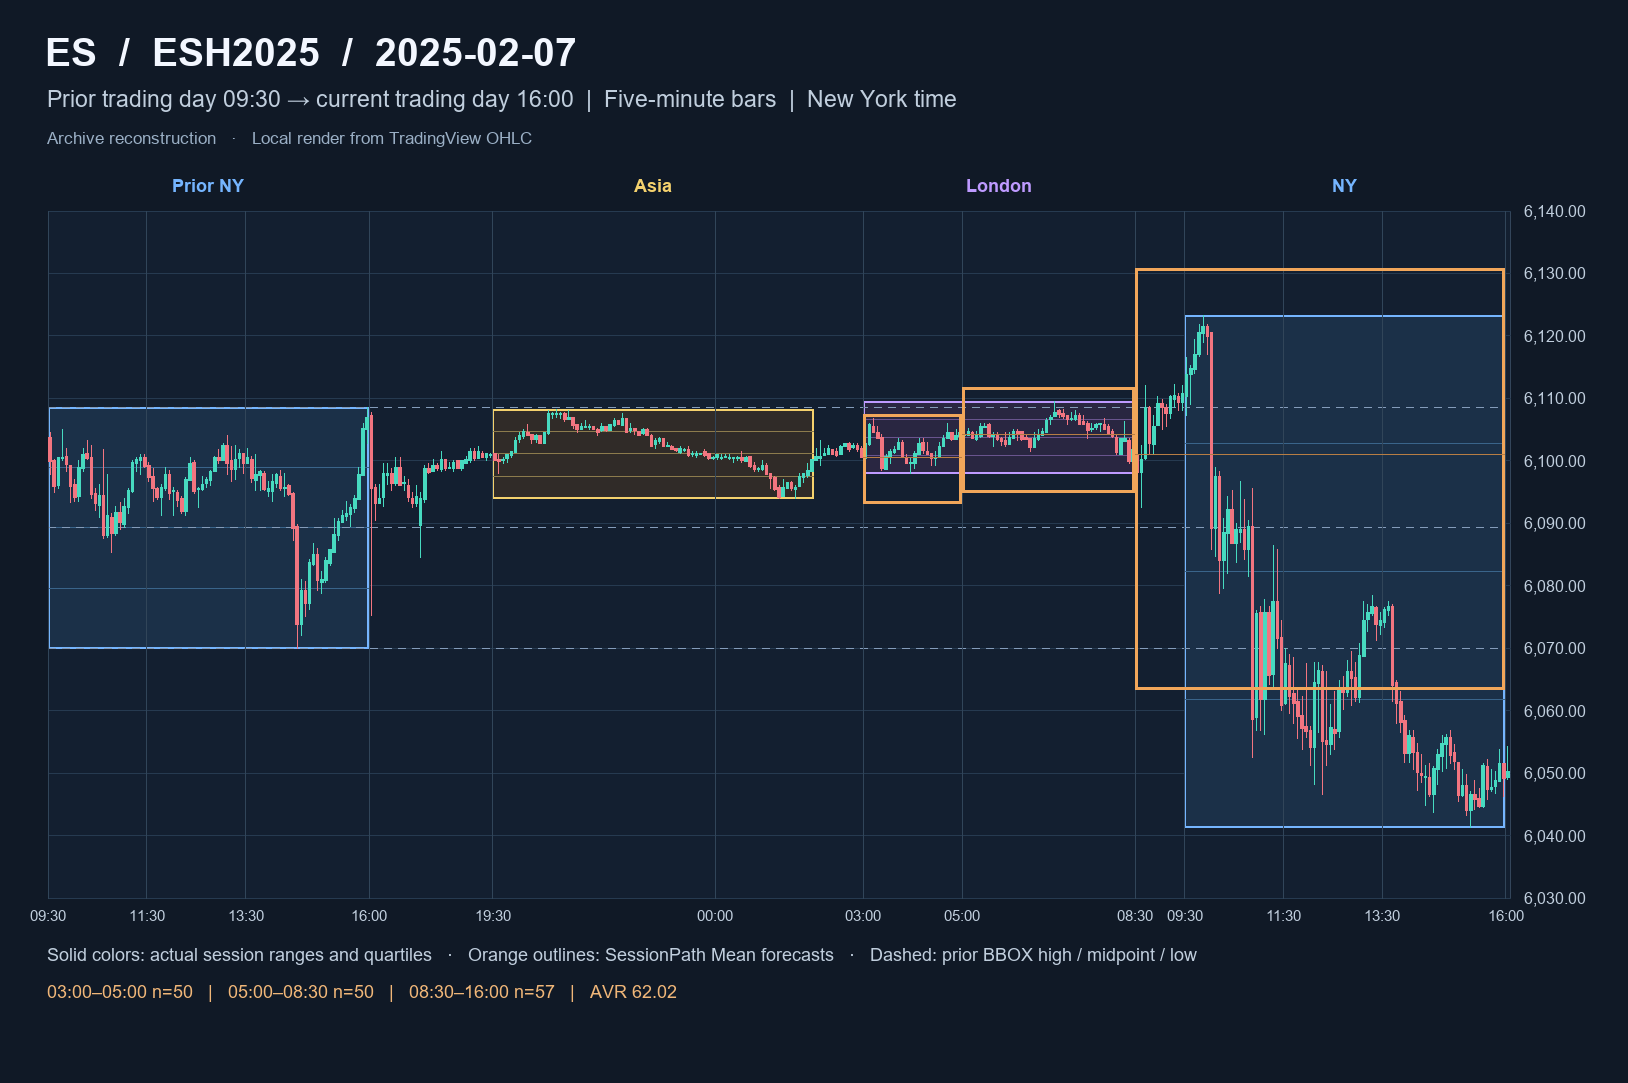 ES / ESH2025 / 2025-02-07
Prior trading day 09:30 → current trading day 16:00 | Five-minute bars | New York time
Archive reconstruction · Local render from TradingView OHLC
Prior NY Asia London NY
6,140.00
6,130.00
6,120.00
6,110.00
6,100.00
6,090.00
6,080.00
6,070.00
6,060.00
6,050.00
6,040.00
6,030.00
09:30 11:30 13:30 16:00 19:30 00:00 03:00 05:00 08:30 09:30 11:30 13:30 16:00
Solid colors: actual session ranges and quartiles · Orange outlines: SessionPath Mean forecasts · Dashed: prior BBOX high / midpoint / low
03:00–05:00 n=50 | 05:00–08:30 n=50 | 08:30–16:00 n=57 | AVR 62.02